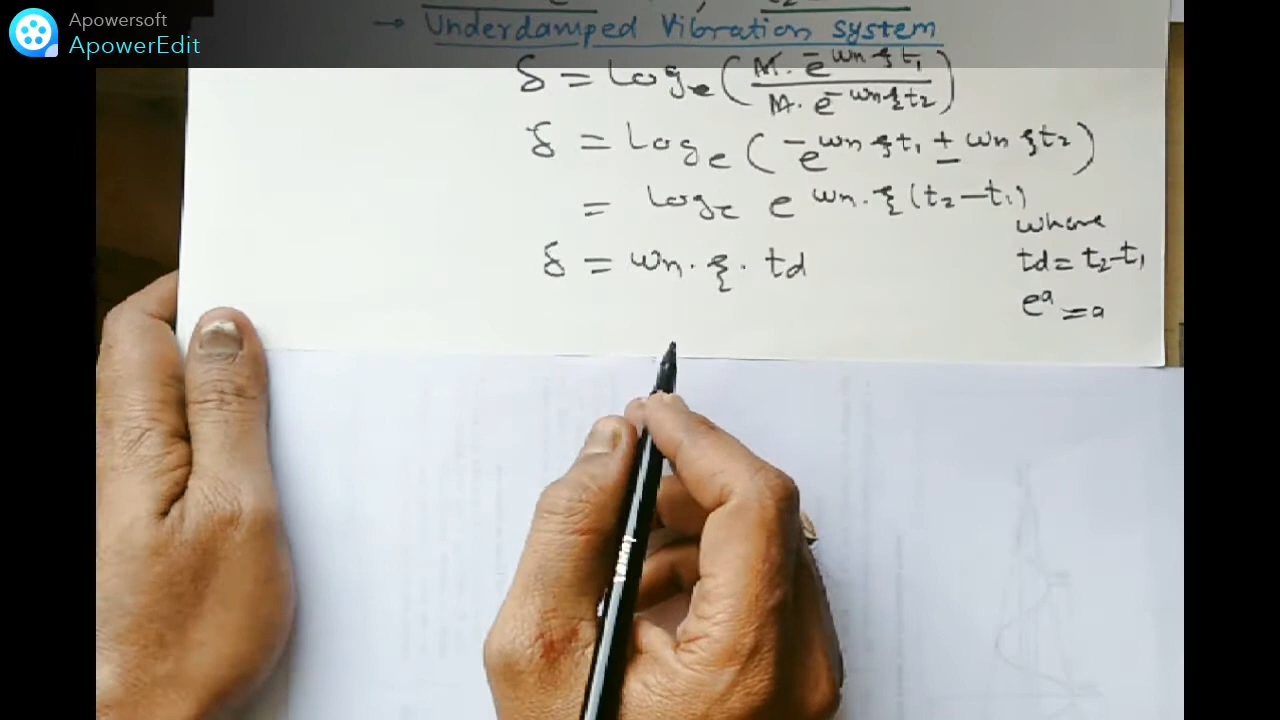 Apowersoft
ApowerEdit
→ Underdamped Vibration system
δ = Loge (M. e^-ωn ξ t1 / A. e^-ωn ξ t2)
δ = Loge (-e^ωn ξ t1 ± ωn ξ t2)
= Loge e^ωn. ξ (t2 - t1)
where
δ = ωn. ξ. td
td = t2 - t1
e^a = a